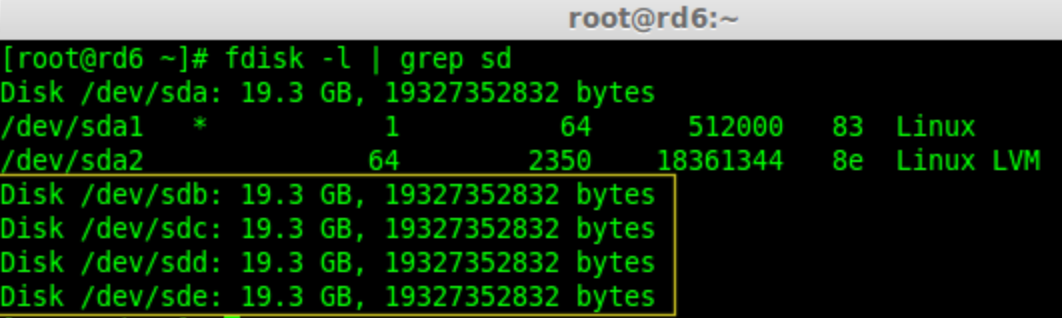 root@rd6:~
[root@rd6 ~]# fdisk -l | grep sd
Disk /dev/sda: 19.3 GB, 19327352832 bytes
/dev/sda1   *           1          64      512000   83  Linux
/dev/sda2              64        2350    18361344   8e  Linux LVM
Disk /dev/sdb: 19.3 GB, 19327352832 bytes
Disk /dev/sdc: 19.3 GB, 19327352832 bytes
Disk /dev/sdd: 19.3 GB, 19327352832 bytes
Disk /dev/sde: 19.3 GB, 19327352832 bytes